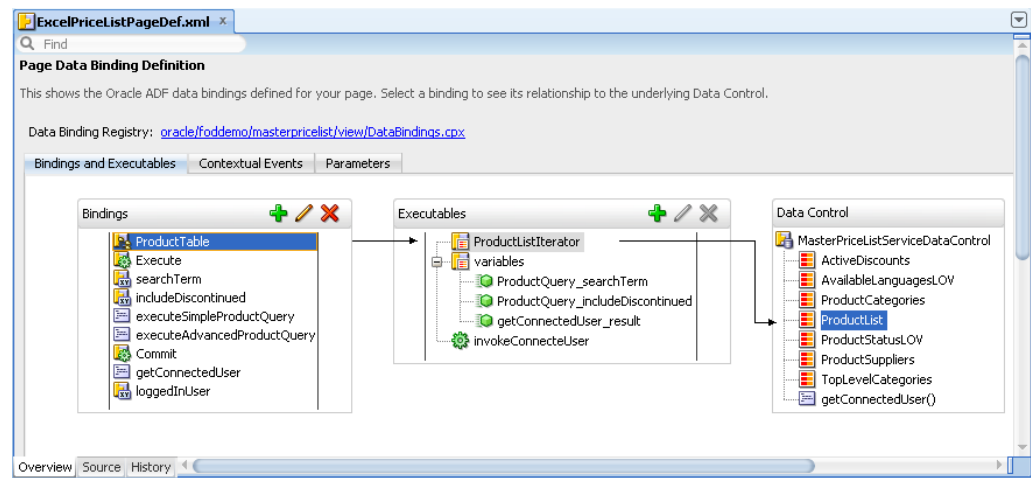 ExcelPriceListPageDef.xml x
Find
Page Data Binding Definition
This shows the Oracle ADF data bindings defined for your page. Select a binding to see its relationship to the underlying Data Control.
Data Binding Registry: oracle/foddemo/masterpricelist/view/DataBindings.cpx
Bindings and Executables Contextual Events Parameters
Bindings
ProductTable
Execute
searchTerm
includeDiscontinued
executeSimpleProductQuery
executeAdvancedProductQuery
Commit
getConnectedUser
loggedInUser
Executables
ProductListIterator
variables
ProductQuery_searchTerm
ProductQuery_includeDiscontinued
getConnectedUser_result
invokeConnecteUser
Data Control
MasterPriceListServiceDataControl
ActiveDiscounts
AvailableLanguagesLOV
ProductCategories
ProductList
ProductStatusLOV
ProductSuppliers
TopLevelCategories
getConnectedUser()
Overview Source History